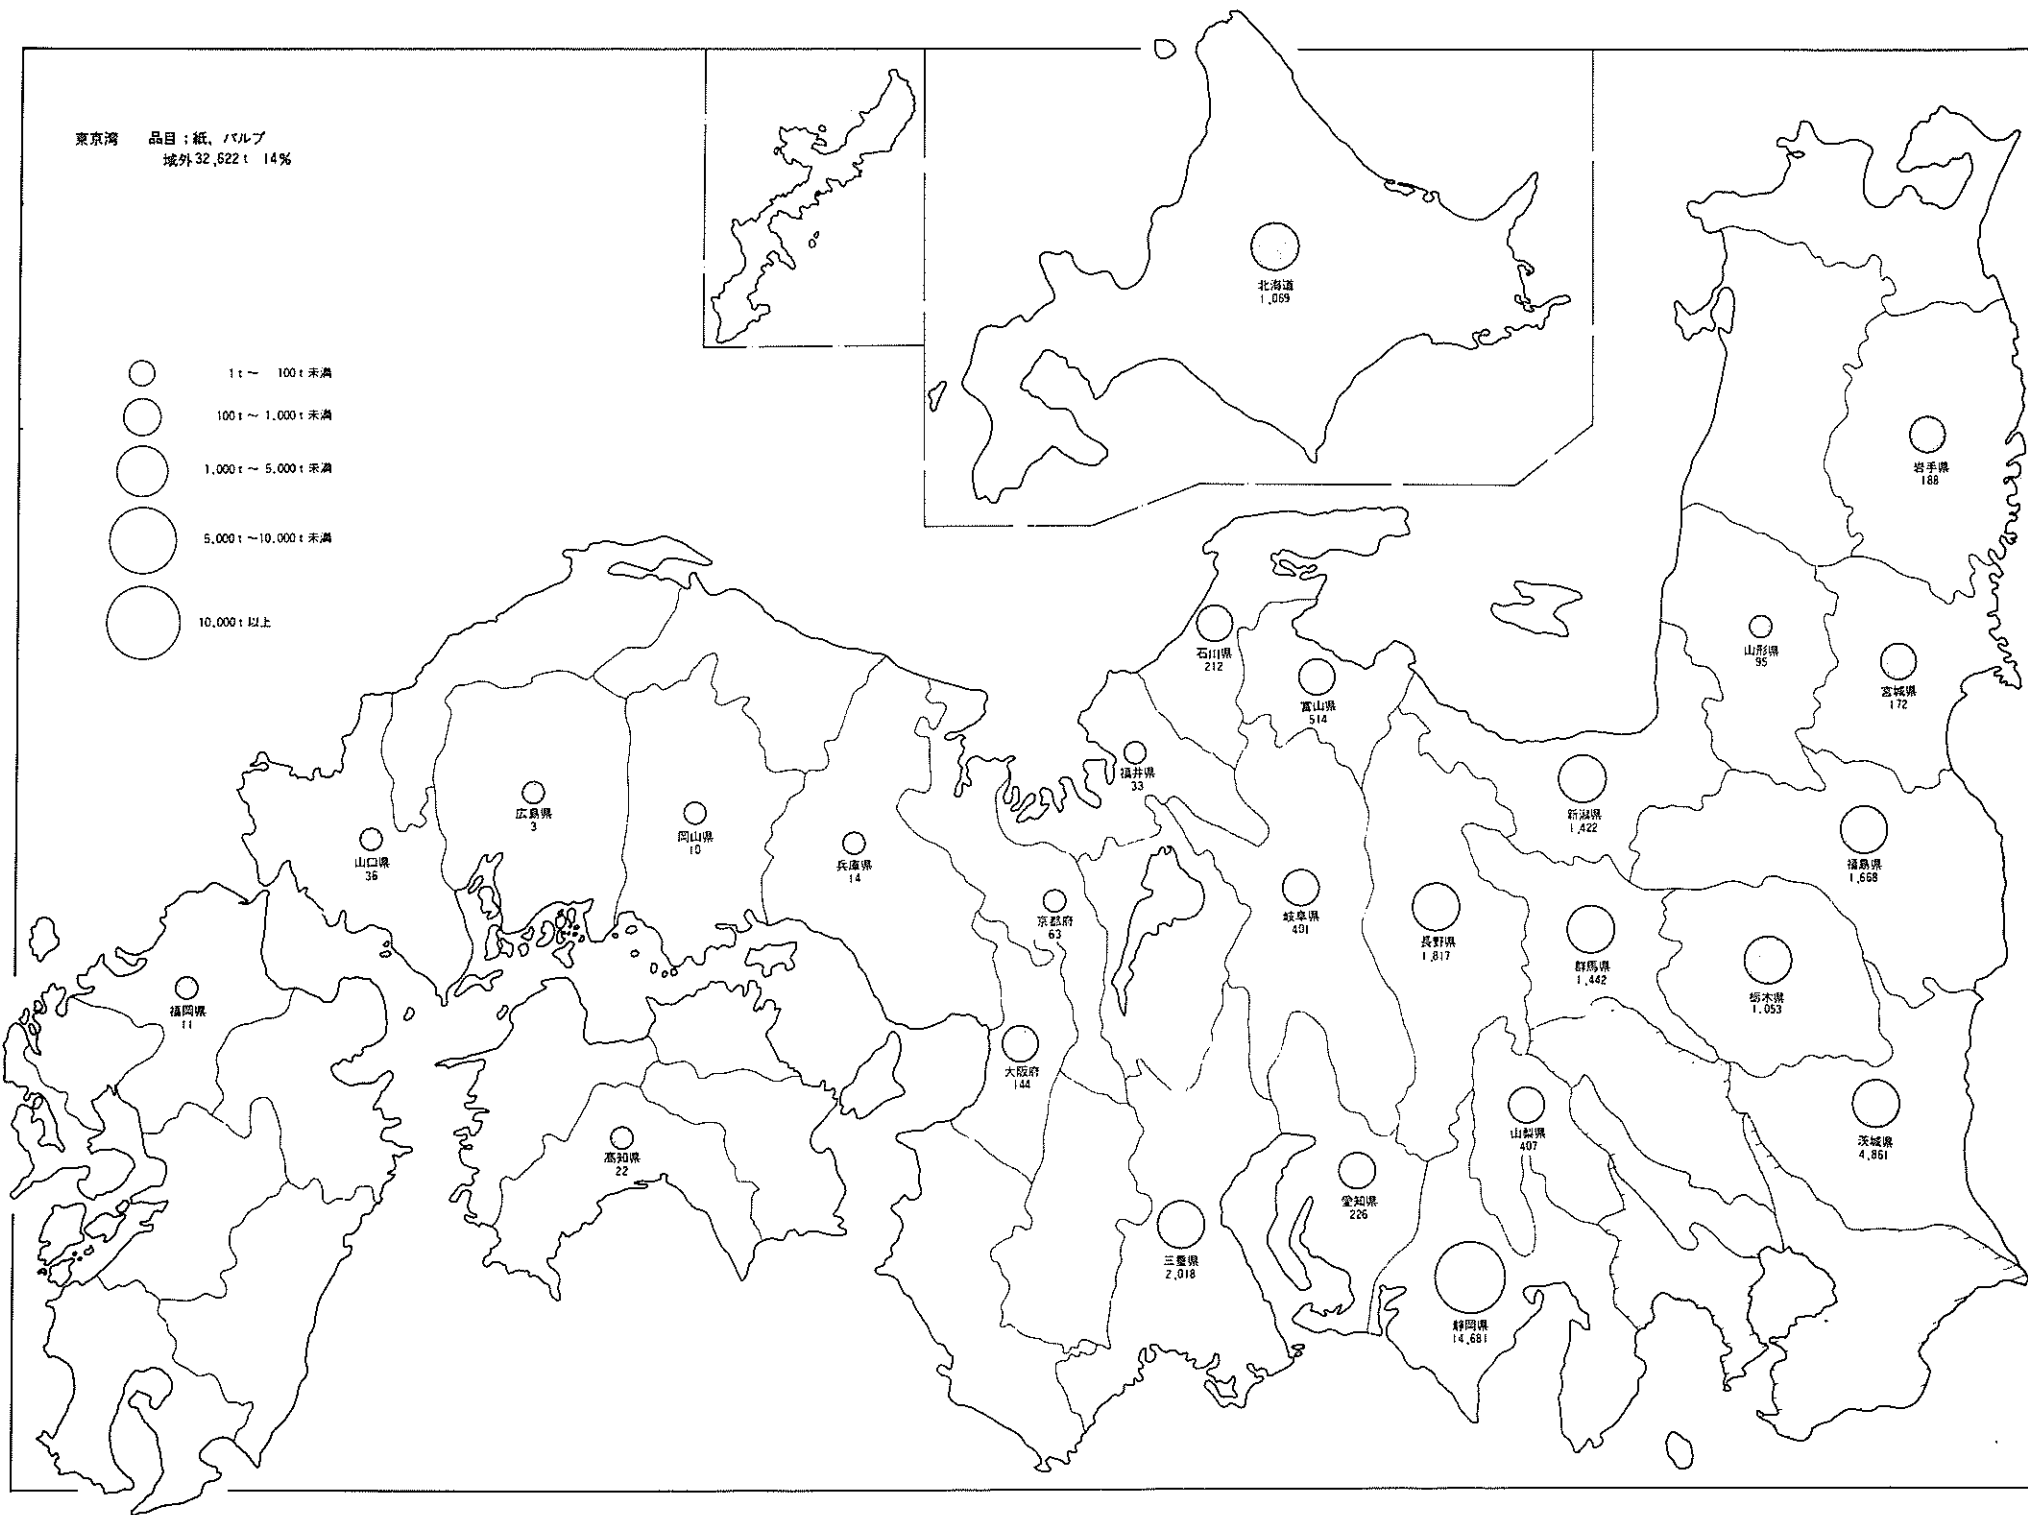 東京湾 品目;紙、パルプ
域外32,622t 14%
1t〜 100t未満
100t〜1,000t未満
1,000t〜5,000t未満
5,000t〜10,000t未満
10,000t以上
北海道
1,069
岩手県
188
山形県
95
宮城県
172
石川県
212
富山県
514
福井県
33
新潟県
1,422
福島県
1,668
広島県
3
岡山県
10
山口県
36
兵庫県
14
京都府
63
岐阜県
401
長野県
1,817
群馬県
1,442
栃木県
1,053
福岡県
11
大阪府
144
高知県
22
山梨県
407
茨城県
4,861
愛知県
226
三重県
2,018
静岡県
14,681